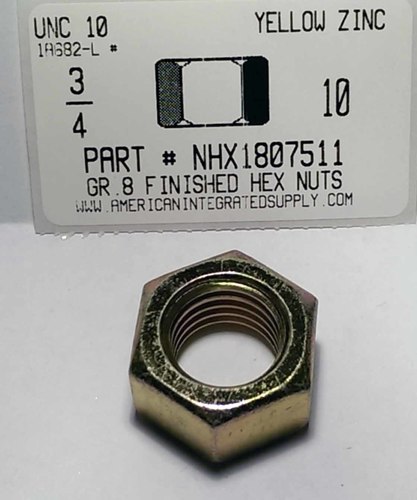 UNC 10 YELLOW ZINC
1A682-L #
3/4 10
PART # NHX1807511
GR.8 FINISHED HEX NUTS
WWW.AMERICANINTEGRATEDSUPPLY.COM